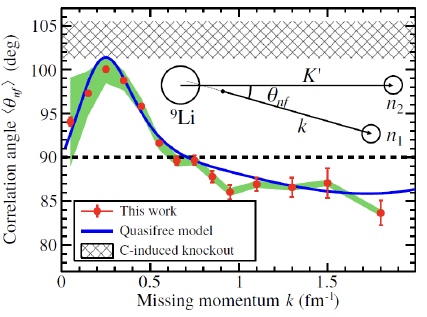 Correlation angle ⟨θnf⟩ (deg)
105
100
95
90
85
80
K'
θnf
⁹Li
k
n₂
n₁
This work
Quasifree model
C-induced knockout
0
0.5
1
1.5
Missing momentum k (fm⁻¹)